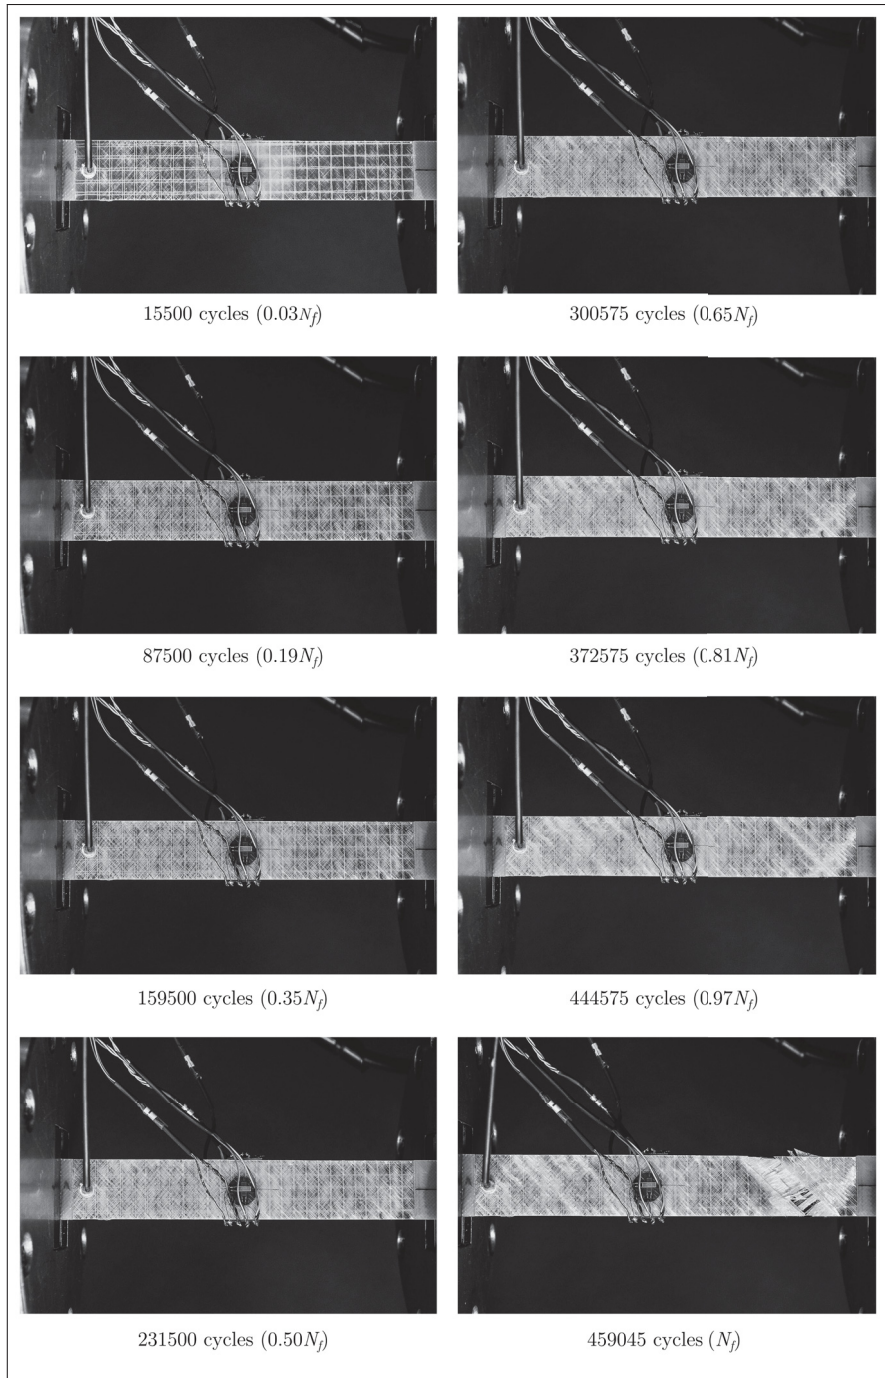 15500 cycles (0.03N_f)
300575 cycles (0.65N_f)
87500 cycles (0.19N_f)
372575 cycles (0.81N_f)
159500 cycles (0.35N_f)
444575 cycles (0.97N_f)
231500 cycles (0.50N_f)
459045 cycles (N_f)